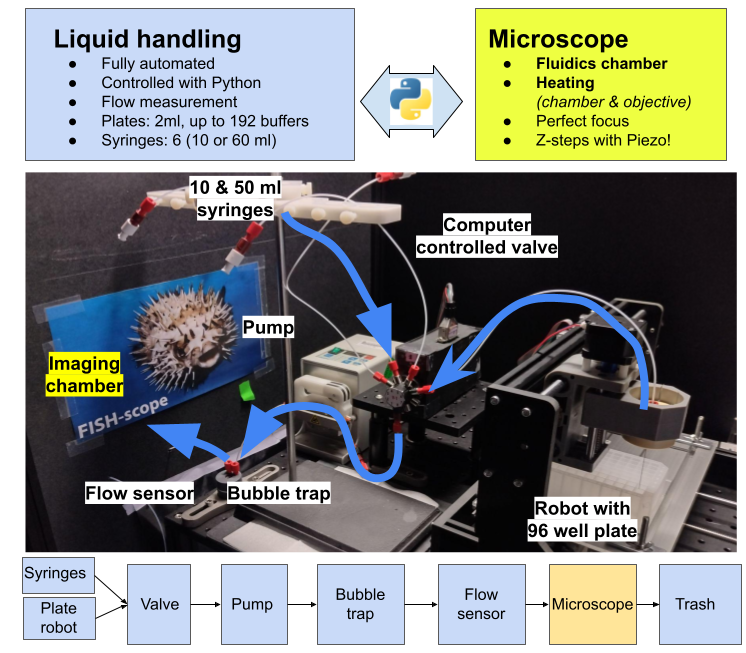 Liquid handling
● Fully automated
● Controlled with Python
● Flow measurement
● Plates: 2ml, up to 192 buffers
● Syringes: 6 (10 or 60 ml)
Microscope
● Fluidics chamber
● Heating
(chamber & objective)
● Perfect focus
● Z-steps with Piezo!
10 & 50 ml
syringes
Computer
controlled valve
Pump
Imaging
chamber
FISH-scope
Flow sensor
Bubble trap
Robot with
96 well plate
Syringes
Plate
robot
Valve
Pump
Bubble
trap
Flow
sensor
Microscope
Trash